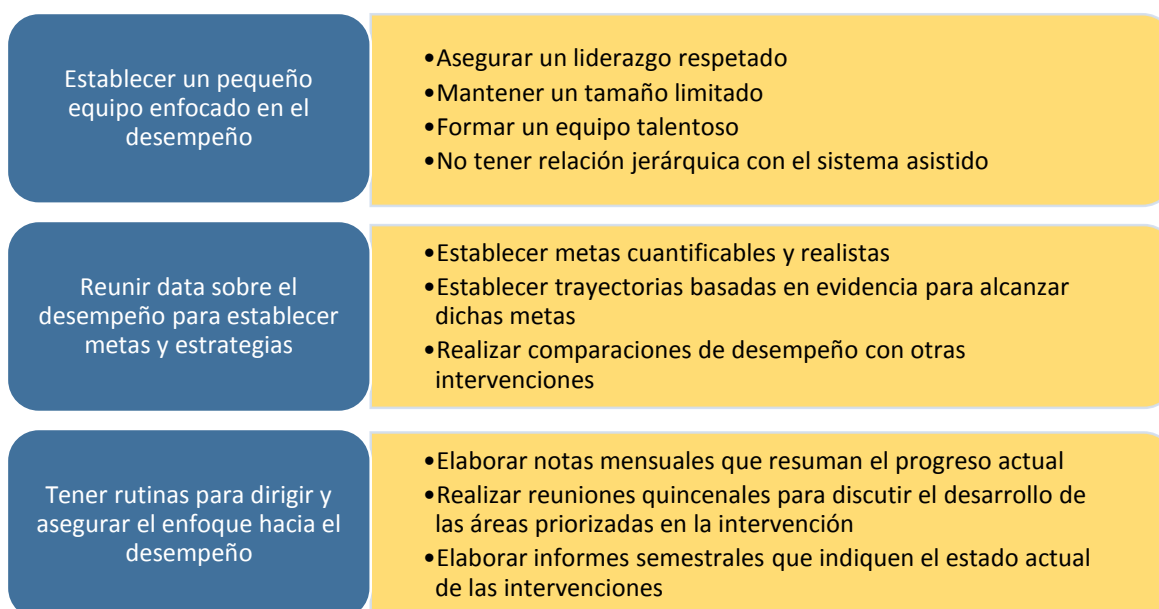 Establecer un pequeño
equipo enfocado en el
desempeño
•Asegurar un liderazgo respetado
•Mantener un tamaño limitado
•Formar un equipo talentoso
•No tener relación jerárquica con el sistema asistido
Reunir data sobre el
desempeño para establecer
metas y estrategias
•Establecer metas cuantificables y realistas
•Establecer trayectorias basadas en evidencia para alcanzar
dichas metas
•Realizar comparaciones de desempeño con otras
intervenciones
Tener rutinas para dirigir y
asegurar el enfoque hacia el
desempeño
•Elaborar notas mensuales que resuman el progreso actual
•Realizar reuniones quincenales para discutir el desarrollo de
las áreas priorizadas en la intervención
•Elaborar informes semestrales que indiquen el estado actual
de las intervenciones